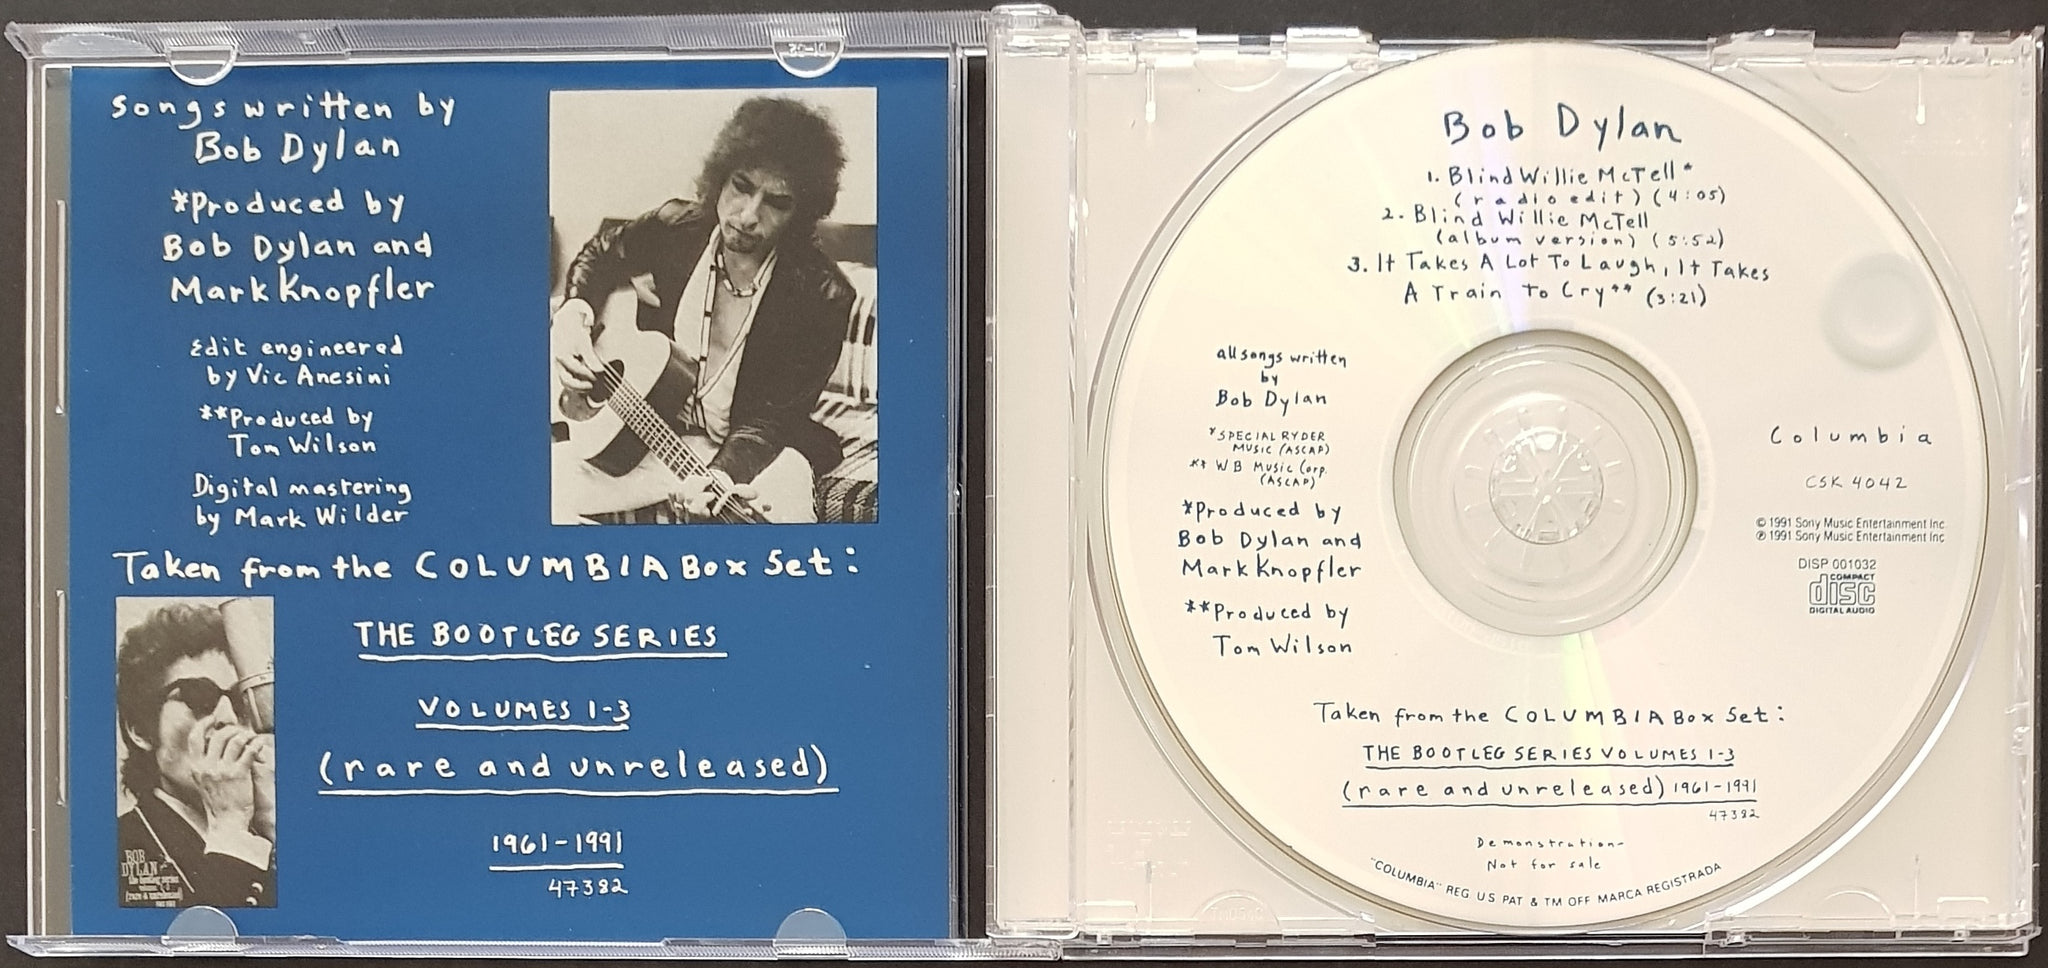 Songs written by
Bob Dylan
*Produced by
Bob Dylan and
Mark Knopfler
Edit engineered
by Vic Anesini
**Produced by
Tom Wilson
Digital mastering
by Mark Wilder
Taken from the COLUMBIA Box Set:
THE BOOTLEG SERIES
VOLUMES 1-3
(rare and unreleased)
1961-1991
47382
BOB
DYLAN
the bootleg series
Bob Dylan
1. Blind Willie McTell*
(radio edit) (4:05)
2. Blind Willie McTell
(album version) (5:52)
3. It Takes A Lot To Laugh, It Takes
A Train To Cry** (3:21)
all songs written
by
Bob Dylan
*SPECIAL RYDER
MUSIC (ASCAP)
** WB Music Corp.
(ASCAP)
*Produced by
Bob Dylan and
Mark Knopfler
**Produced by
Tom Wilson
Columbia
CSK 4042
© 1991 Sony Music Entertainment Inc
℗ 1991 Sony Music Entertainment Inc
DISP 001032
COMPACT
disc
DIGITAL AUDIO
Taken from the COLUMBIA Box Set:
THE BOOTLEG SERIES VOLUMES 1-3
(rare and unreleased) 1961-1991
47382
Demonstration-
Not for sale
"COLUMBIA" REG US PAT & TM OFF MARCA REGISTRADA